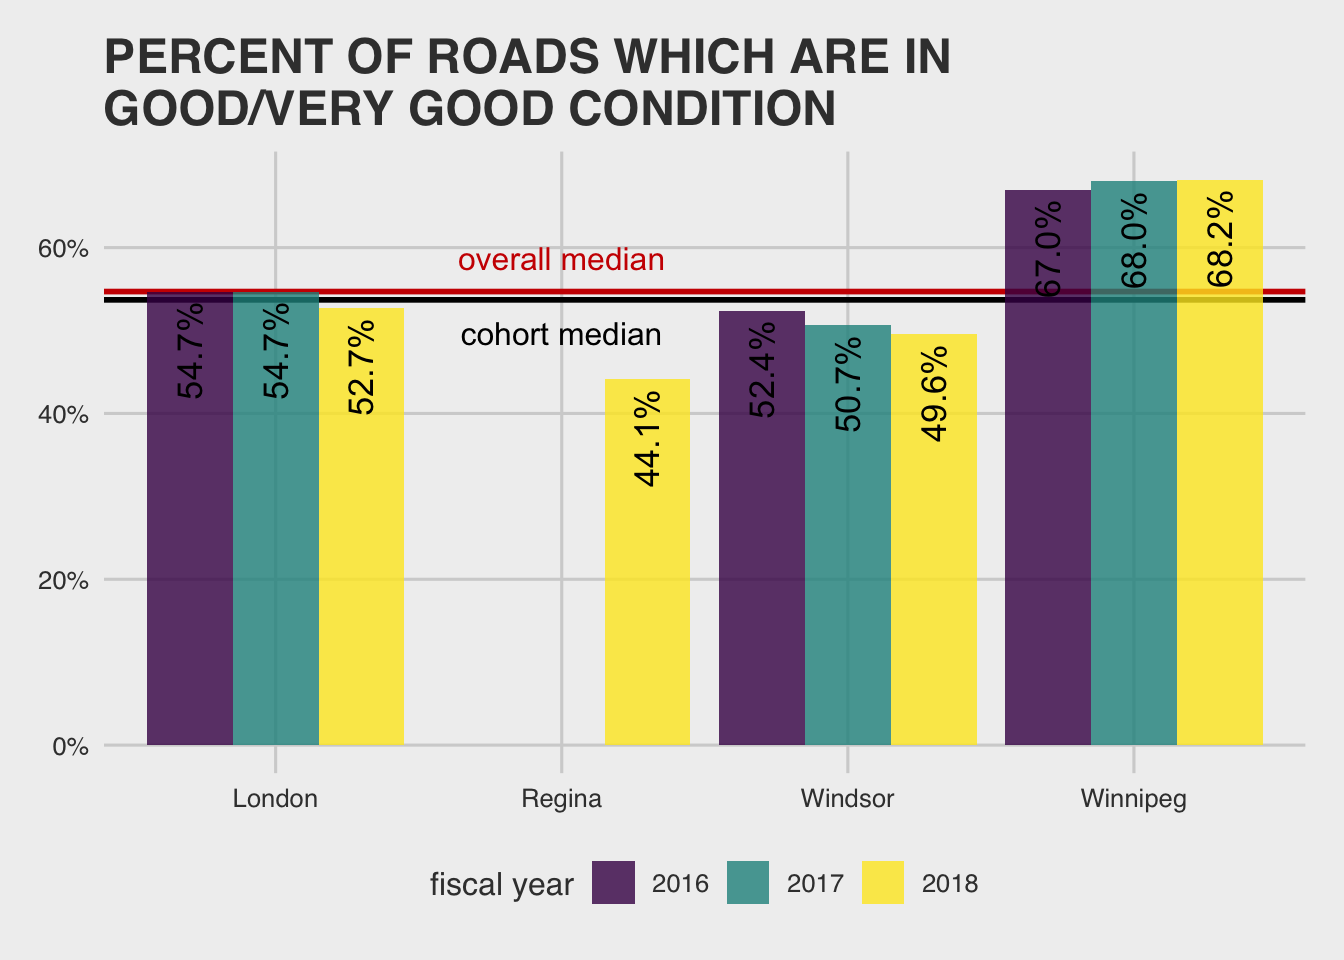 PERCENT OF ROADS WHICH ARE IN
GOOD/VERY GOOD CONDITION
60%
40%
20%
0%
overall median
cohort median
54.7%
54.7%
52.7%
44.1%
52.4%
50.7%
49.6%
67.0%
68.0%
68.2%
London
Regina
Windsor
Winnipeg
fiscal year
2016
2017
2018